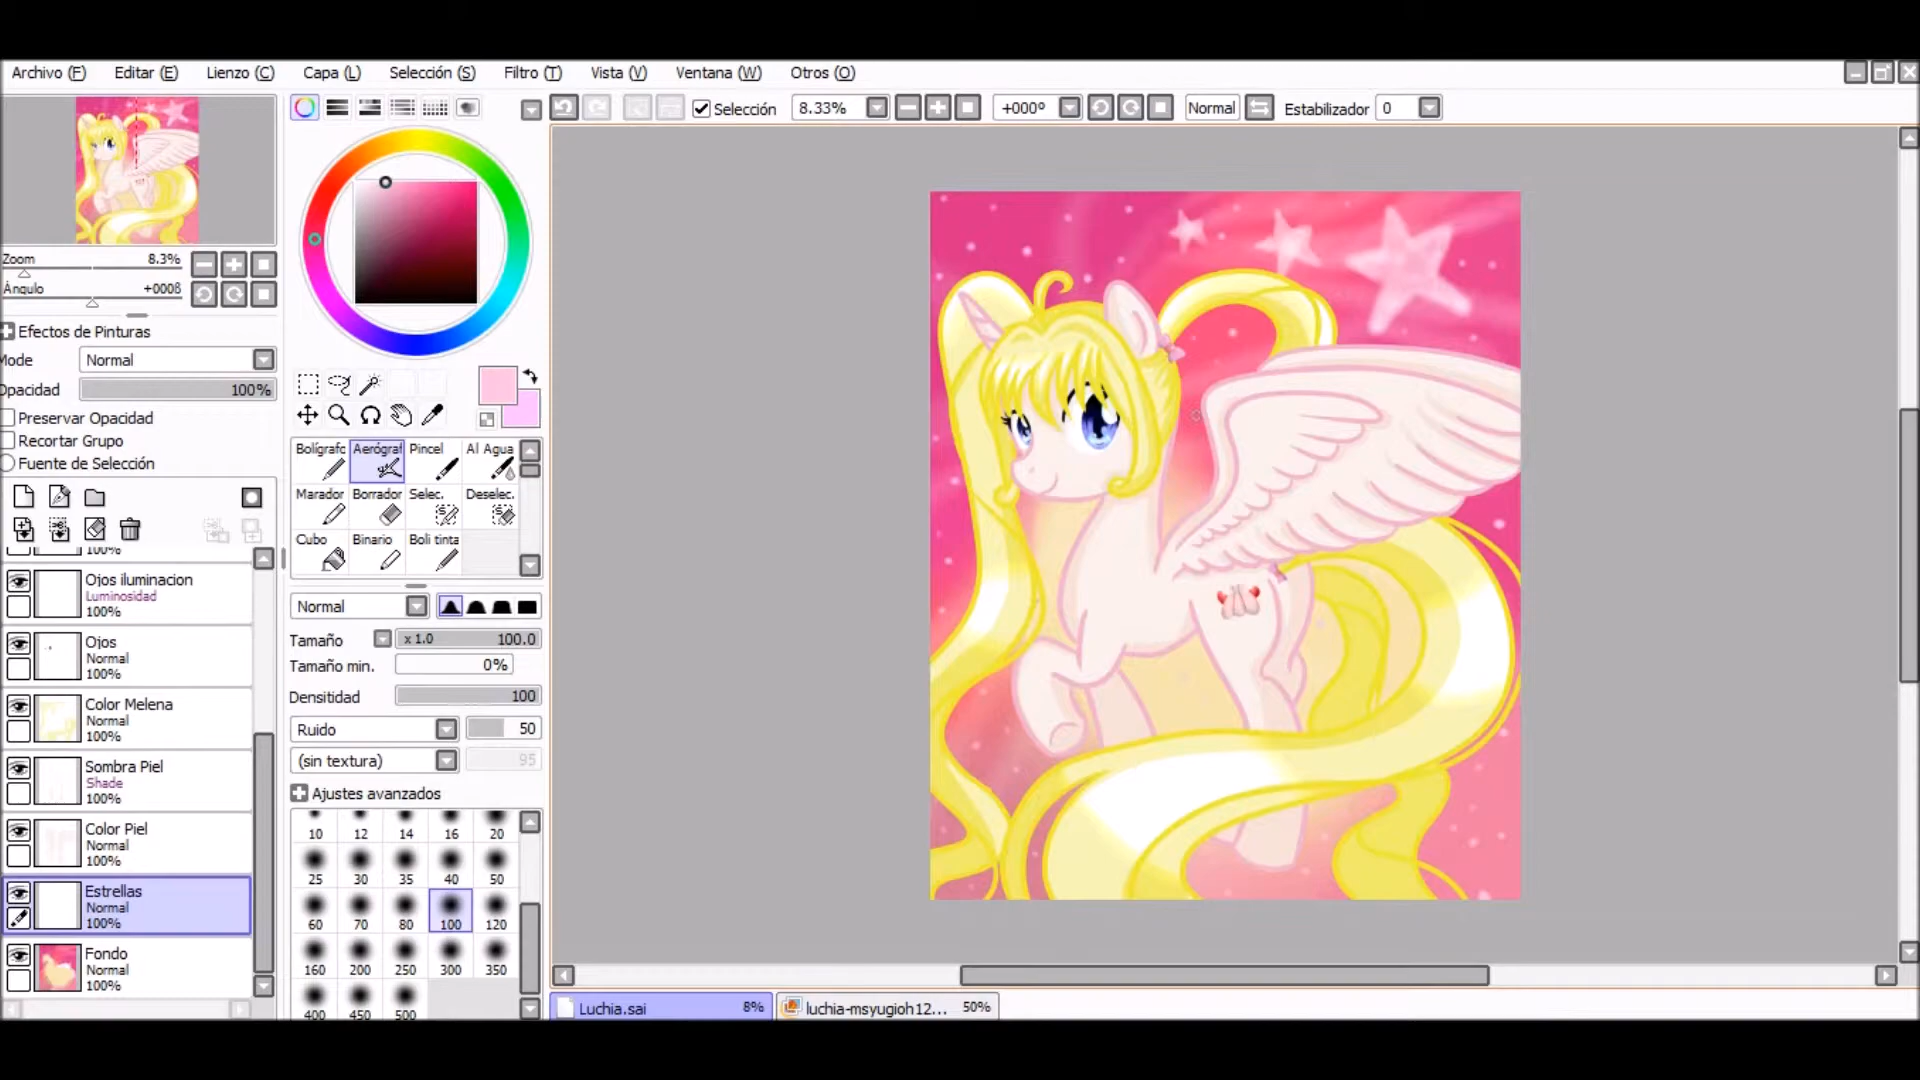 Archivo (F) Editar (E) Lienzo (C) Capa (L) Selección (S) Filtro (T) Vista (V) Ventana (W) Otros (O)
Selección 8.33% +000º Normal Estabilizador 0
Zoom 8.3%
Ángulo +000ß
Efectos de Pinturas
Mode Normal
Opacidad 100%
Preservar Opacidad
Recortar Grupo
Fuente de Selección
100%
Ojos iluminacion
Luminosidad
100%
Ojos
Normal
100%
Color Melena
Normal
100%
Sombra Piel
Shade
100%
Color Piel
Normal
100%
Estrellas
Normal
100%
Fondo
Normal
100%
Bolígrafc Aerógraf Pincel Al Agua
Marador Borrador Selec. Deselec.
Cubo Binario Boli tinta
Normal
Tamaño x 1.0 100.0
Tamaño min. 0%
Densitidad 100
Ruido 50
(sin textura) 95
Ajustes avanzados
10 12 14 16 20
25 30 35 40 50
60 70 80 100 120
160 200 250 300 350
400 450 500
Luchia.sai 8% luchia-msyugioh12... 50%